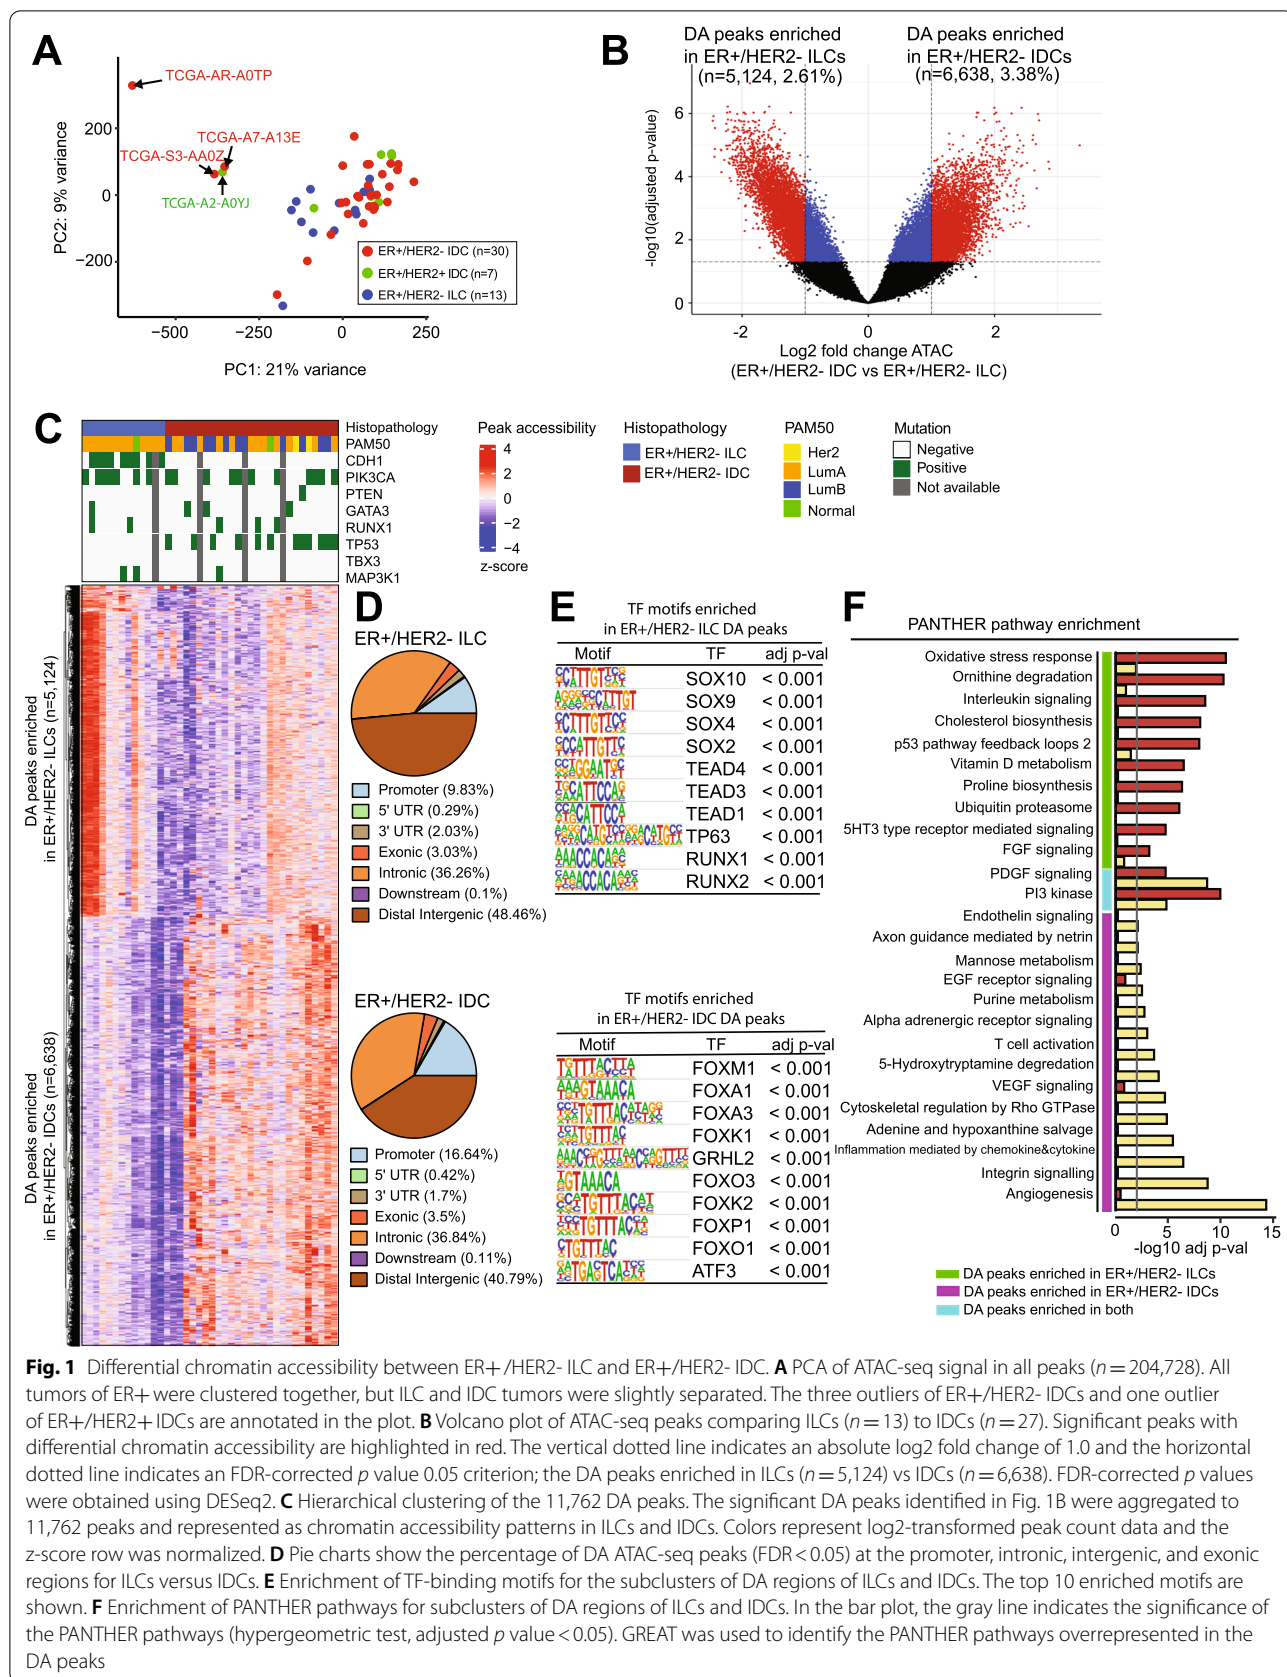 A
TCGA-AR-A0TP
TCGA-A7-A13E
TCGA-S3-AA0Z
TCGA-A2-A0YJ
200
0
−200
−500
−250
0
250
PC2: 9% variance
PC1: 21% variance
ER+/HER2- IDC (n=30)
ER+/HER2+ IDC (n=7)
ER+/HER2- ILC (n=13)
B
DA peaks enriched
in ER+/HER2- ILCs
(n=5,124, 2.61%)
DA peaks enriched
in ER+/HER2- IDCs
(n=6,638, 3.38%)
6
4
2
0
-2
0
2
-log10(adjusted p-value)
Log2 fold change ATAC
(ER+/HER2- IDC vs ER+/HER2- ILC)
C
Histopathology
PAM50
CDH1
PIK3CA
PTEN
GATA3
RUNX1
TP53
TBX3
MAP3K1
Peak accessibility
4
2
0
−2
−4
z-score
Histopathology
ER+/HER2- ILC
ER+/HER2- IDC
PAM50
Her2
LumA
LumB
Normal
Mutation
Negative
Positive
Not available
DA peaks enriched
in ER+/HER2- ILCs (n=5,124)
DA peaks enriched
in ER+/HER2- IDCs (n=6,638)
D
ER+/HER2- ILC
Promoter (9.83%)
5' UTR (0.29%)
3' UTR (2.03%)
Exonic (3.03%)
Intronic (36.26%)
Downstream (0.1%)
Distal Intergenic (48.46%)
ER+/HER2- IDC
Promoter (16.64%)
5' UTR (0.42%)
3' UTR (1.7%)
Exonic (3.5%)
Intronic (36.84%)
Downstream (0.11%)
Distal Intergenic (40.79%)
E
TF motifs enriched
in ER+/HER2- ILC DA peaks
Motif TF adj p-val
SOX10 < 0.001
SOX9 < 0.001
SOX4 < 0.001
SOX2 < 0.001
TEAD4 < 0.001
TEAD3 < 0.001
TEAD1 < 0.001
TP63 < 0.001
RUNX1 < 0.001
RUNX2 < 0.001
TF motifs enriched
in ER+/HER2- IDC DA peaks
Motif TF adj p-val
FOXM1 < 0.001
FOXA1 < 0.001
FOXA3 < 0.001
FOXK1 < 0.001
GRHL2 < 0.001
FOXO3 < 0.001
FOXK2 < 0.001
FOXP1 < 0.001
FOXO1 < 0.001
ATF3 < 0.001
F
PANTHER pathway enrichment
Oxidative stress response
Ornithine degradation
Interleukin signaling
Cholesterol biosynthesis
p53 pathway feedback loops 2
Vitamin D metabolism
Proline biosynthesis
Ubiquitin proteasome
5HT3 type receptor mediated signaling
FGF signaling
PDGF signaling
PI3 kinase
Endothelin signaling
Axon guidance mediated by netrin
Mannose metabolism
EGF receptor signaling
Purine metabolism
Alpha adrenergic receptor signaling
T cell activation
5-Hydroxytryptamine degredation
VEGF signaling
Cytoskeletal regulation by Rho GTPase
Adenine and hypoxanthine salvage
Inflammation mediated by chemokine&cytokine
Integrin signalling
Angiogenesis
0 5 10 15
-log10 adj p-val
DA peaks enriched in ER+/HER2- ILCs
DA peaks enriched in ER+/HER2- IDCs
DA peaks enriched in both
Fig. 1 Differential chromatin accessibility between ER+/HER2- ILC and ER+/HER2- IDC. A PCA of ATAC-seq signal in all peaks (n = 204,728). All
tumors of ER+ were clustered together, but ILC and IDC tumors were slightly separated. The three outliers of ER+/HER2- IDCs and one outlier
of ER+/HER2+ IDCs are annotated in the plot. B Volcano plot of ATAC-seq peaks comparing ILCs (n = 13) to IDCs (n = 27). Significant peaks with
differential chromatin accessibility are highlighted in red. The vertical dotted line indicates an absolute log2 fold change of 1.0 and the horizontal
dotted line indicates an FDR-corrected p value 0.05 criterion; the DA peaks enriched in ILCs (n = 5,124) vs IDCs (n = 6,638). FDR-corrected p values
were obtained using DESeq2. C Hierarchical clustering of the 11,762 DA peaks. The significant DA peaks identified in Fig. 1B were aggregated to
11,762 peaks and represented as chromatin accessibility patterns in ILCs and IDCs. Colors represent log2-transformed peak count data and the
z-score row was normalized. D Pie charts show the percentage of DA ATAC-seq peaks (FDR < 0.05) at the promoter, intronic, intergenic, and exonic
regions for ILCs versus IDCs. E Enrichment of TF-binding motifs for the subclusters of DA regions of ILCs and IDCs. The top 10 enriched motifs are
shown. F Enrichment of PANTHER pathways for subclusters of DA regions of ILCs and IDCs. In the bar plot, the gray line indicates the significance of
the PANTHER pathways (hypergeometric test, adjusted p value < 0.05). GREAT was used to identify the PANTHER pathways overrepresented in the
DA peaks